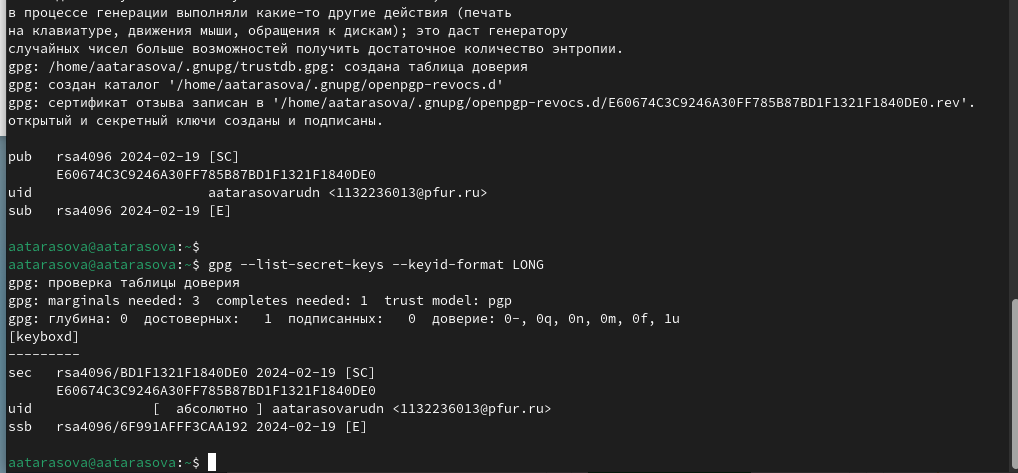 в процессе генерации выполняли какие-то другие действия (печать
на клавиатуре, движения мыши, обращения к дискам); это даст генератору
случайных чисел больше возможностей получить достаточное количество энтропии.
gpg: /home/aatarasova/.gnupg/trustdb.gpg: создана таблица доверия
gpg: создан каталог '/home/aatarasova/.gnupg/openpgp-revocs.d'
gpg: сертификат отзыва записан в '/home/aatarasova/.gnupg/openpgp-revocs.d/E60674C3C9246A30FF785B87BD1F1321F1840DE0.rev'.
открытый и секретный ключи созданы и подписаны.
pub   rsa4096 2024-02-19 [SC]
      E60674C3C9246A30FF785B87BD1F1321F1840DE0
uid                      aatarasovarudn <1132236013@pfur.ru>
sub   rsa4096 2024-02-19 [E]
aatarasova@aatarasova:~$
aatarasova@aatarasova:~$ gpg --list-secret-keys --keyid-format LONG
gpg: проверка таблицы доверия
gpg: marginals needed: 3  completes needed: 1  trust model: pgp
gpg: глубина: 0  достоверных:   1  подписанных:   0  доверие: 0-, 0q, 0n, 0m, 0f, 1u
[keyboxd]
---------
sec   rsa4096/BD1F1321F1840DE0 2024-02-19 [SC]
      E60674C3C9246A30FF785B87BD1F1321F1840DE0
uid               [  абсолютно ] aatarasovarudn <1132236013@pfur.ru>
ssb   rsa4096/6F991AFFF3CAA192 2024-02-19 [E]
aatarasova@aatarasova:~$